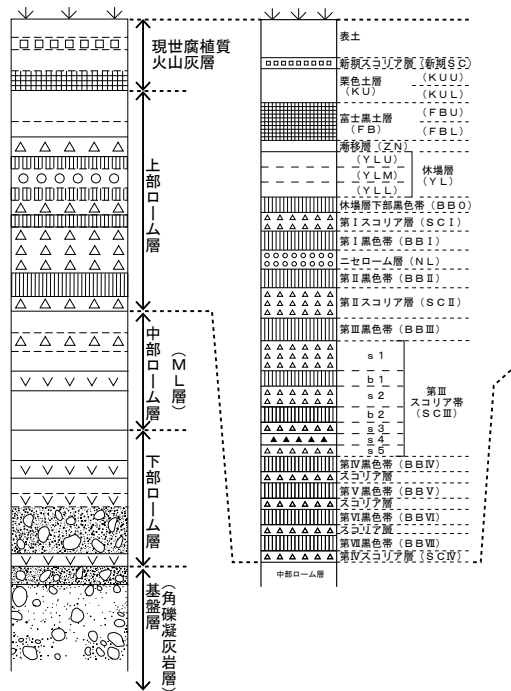 現世腐植質
火山灰層
上部ローム層
中部ローム層
（ML層）
下部ローム層
基盤層
（角礫凝灰岩層）
表土
新期スコリア層（新期SC）
栗色土層
（KU）
（KUU）
（KUL）
富士黒土層
（FB）
（FBU）
（FBL）
漸移層（ZN）
（YLU）
（YLM）
（YLL）
休場層
（YL）
休場層下部黒色帯（BB0）
第Ⅰスコリア層（SCⅠ）
第Ⅰ黒色帯（BBⅠ）
ニセローム層（NL）
第Ⅱ黒色帯（BBⅡ）
第Ⅱスコリア層（SCⅡ）
第Ⅲ黒色帯（BBⅢ）
s1
b1
s2
b2
s3
s4
s5
第Ⅲ
スコリア帯
（SCⅢ）
第Ⅳ黒色帯（BBⅣ）
スコリア層
第Ⅴ黒色帯（BBⅤ）
スコリア層
第Ⅵ黒色帯（BBⅥ）
スコリア層
第Ⅶ黒色帯（BBⅦ）
第Ⅳスコリア層（SCⅣ）
中部ローム層